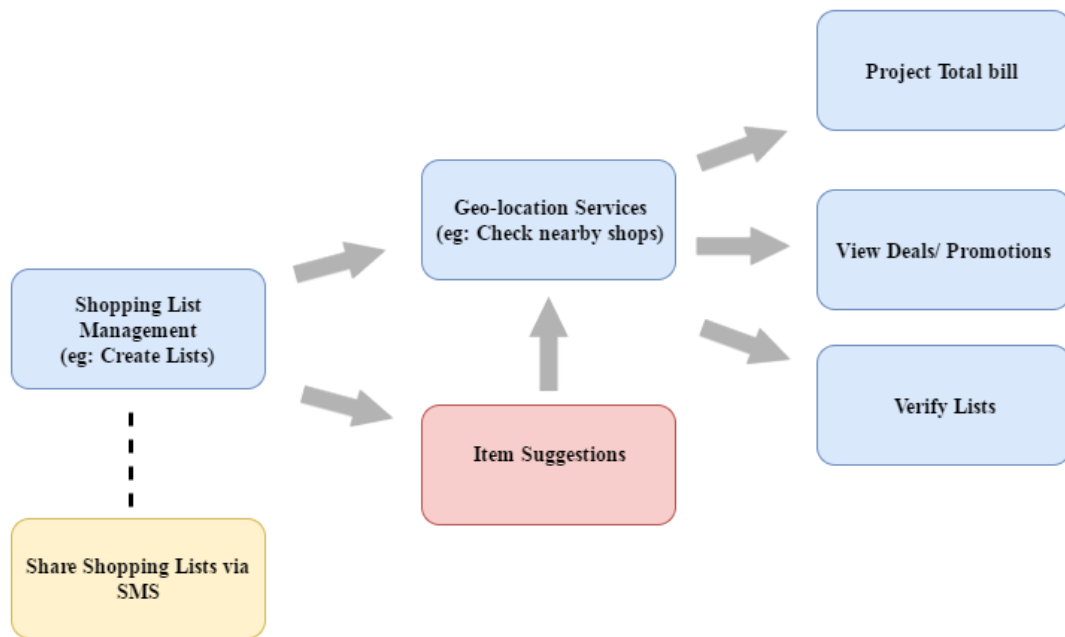 Project Total bill
Geo-location Services
(eg: Check nearby shops)
View Deals/ Promotions
Shopping List
Management
(eg: Create Lists)
Verify Lists
Item Suggestions
Share Shopping Lists via
SMS